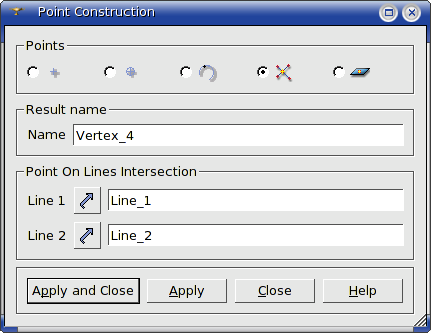 Point Construction
Points
Result name
Name Vertex_4
Point On Lines Intersection
Line 1 Line_1
Line 2 Line_2
Apply and Close Apply Close Help